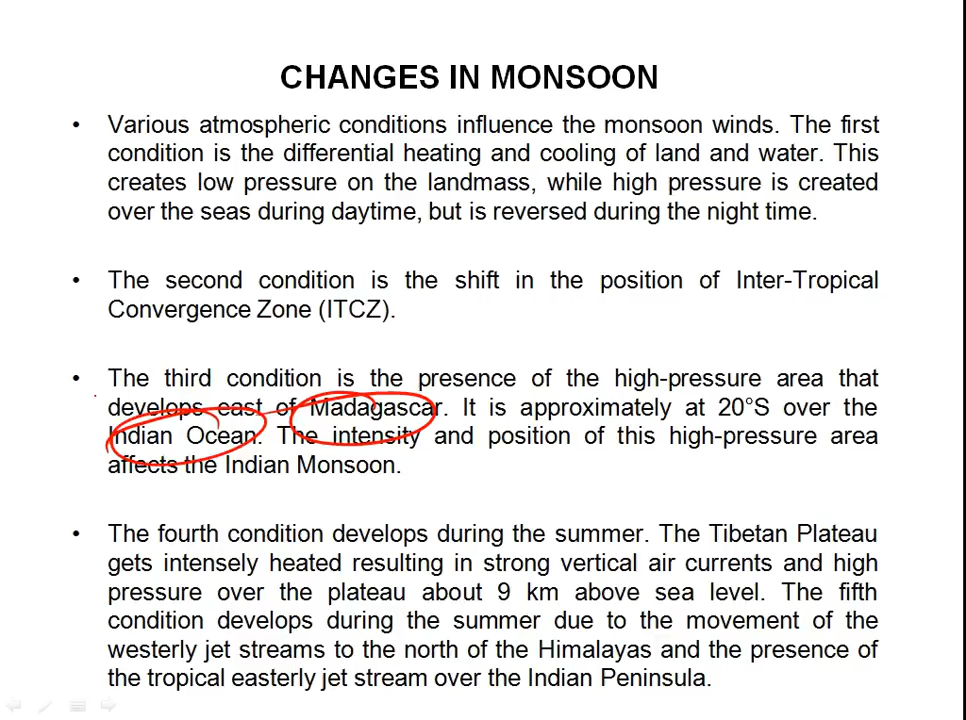 CHANGES IN MONSOON
• Various atmospheric conditions influence the monsoon winds. The first
condition is the differential heating and cooling of land and water. This
creates low pressure on the landmass, while high pressure is created
over the seas during daytime, but is reversed during the night time.
• The second condition is the shift in the position of Inter-Tropical
Convergence Zone (ITCZ).
• The third condition is the presence of the high-pressure area that
develops east of Madagascar. It is approximately at 20°S over the
Indian Ocean. The intensity and position of this high-pressure area
affects the Indian Monsoon.
• The fourth condition develops during the summer. The Tibetan Plateau
gets intensely heated resulting in strong vertical air currents and high
pressure over the plateau about 9 km above sea level. The fifth
condition develops during the summer due to the movement of the
westerly jet streams to the north of the Himalayas and the presence of
the tropical easterly jet stream over the Indian Peninsula.